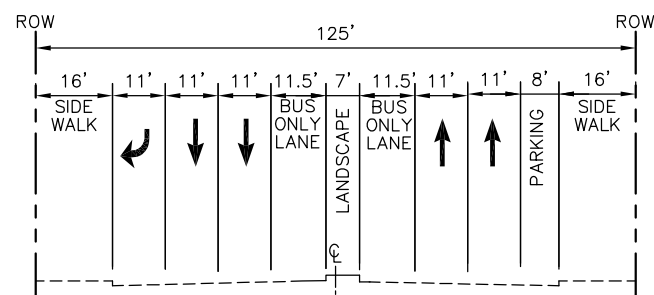 ROW
ROW
125'
16'
11'
11'
11'
11.5'
7'
11.5'
11'
11'
8'
16'
SIDE
WALK
BUS
ONLY
LANE
LANDSCAPE
BUS
ONLY
LANE
PARKING
SIDE
WALK
℄